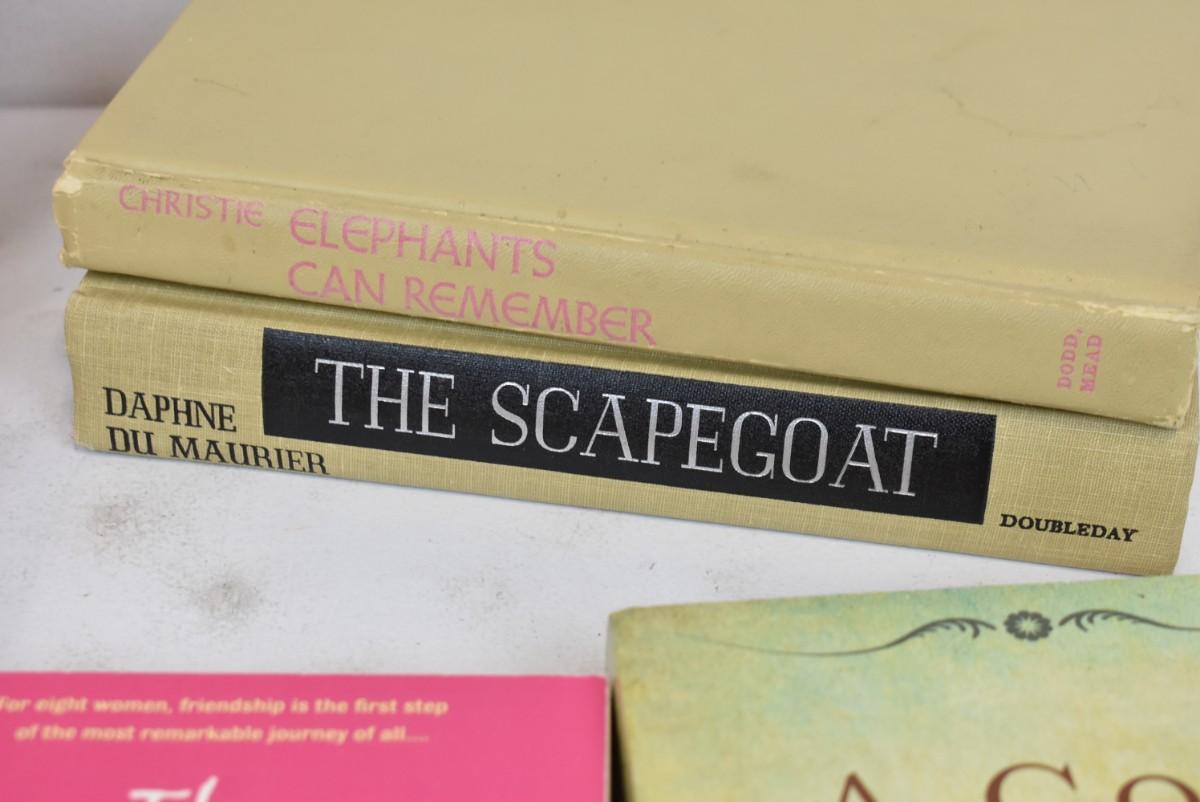 CHRISTIE
ELEPHANTS
CAN REMEMBER
DODD,
MEAD
DAPHNE
DU MAURIER
THE SCAPEGOAT
DOUBLEDAY
For eight women, friendship is the first step
of the most remarkable journey of all....